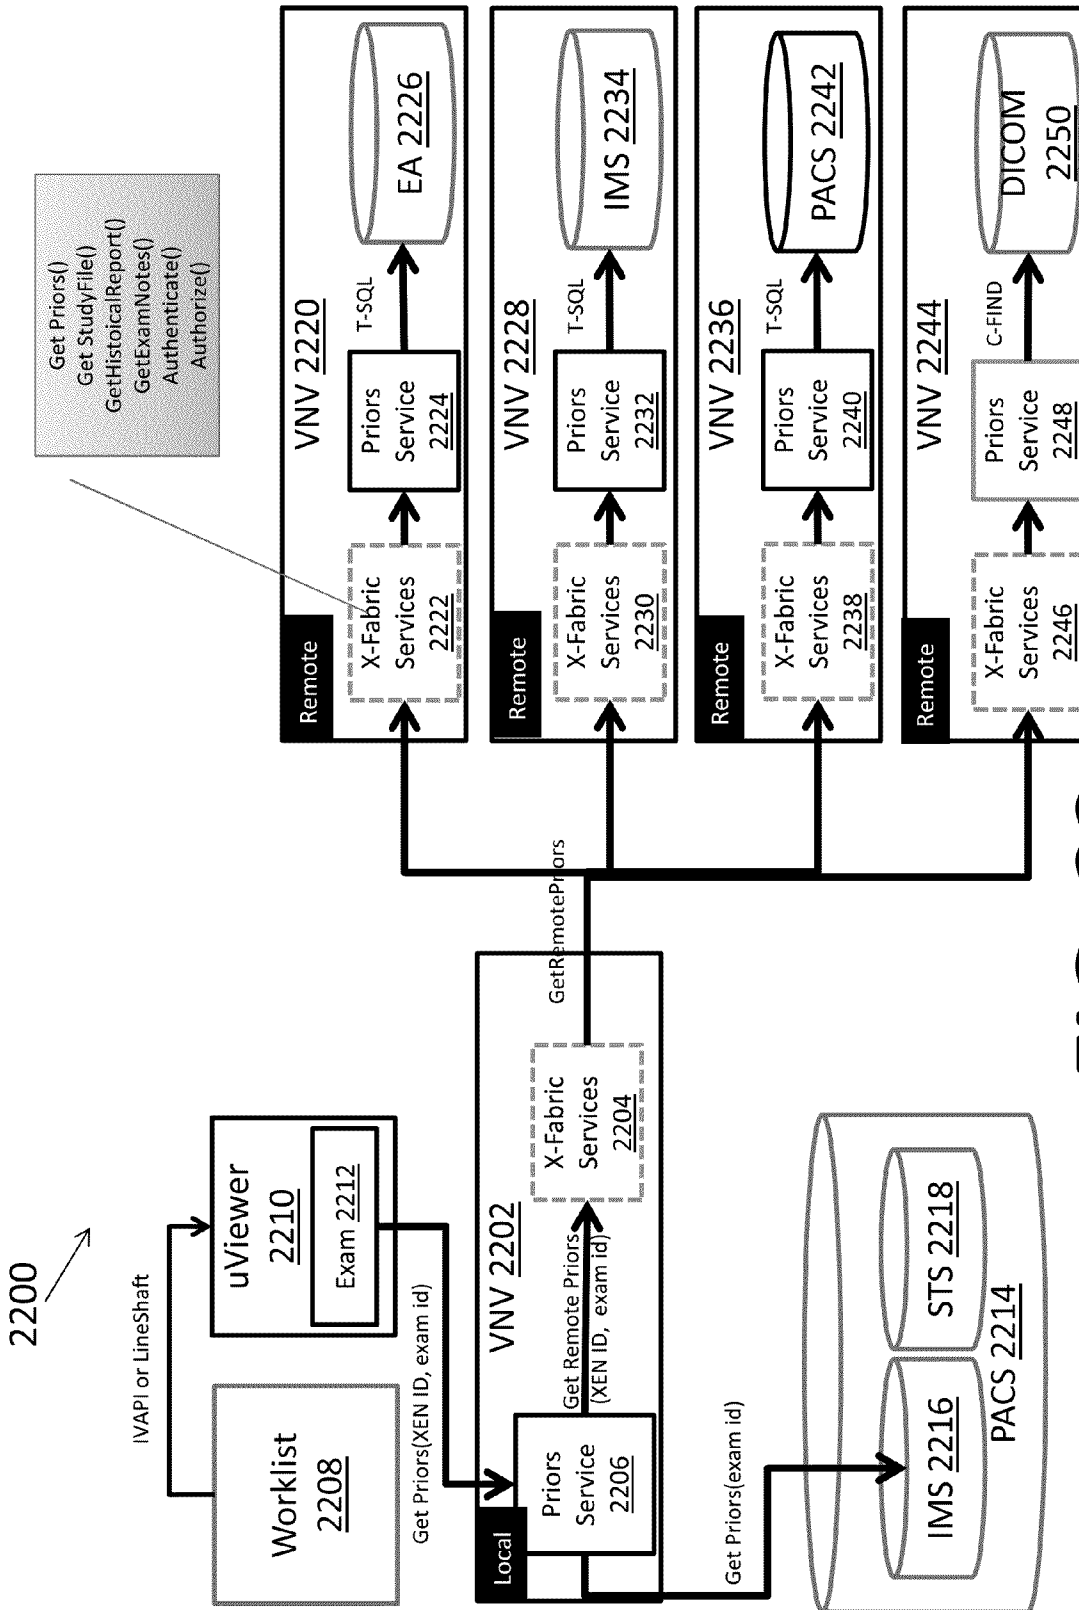 2200
Worklist
2208
IVAPI or LineShaft
uViewer
2210
Exam 2212
Get Priors(XEN ID, exam id)
Local
VNV 2202
Priors
Service
2206
Get Remote Priors
(XEN ID, exam id)
X-Fabric
Services
2204
GetRemotePriors
Get Priors(exam id)
IMS 2216
STS 2218
PACS 2214
Get Priors()
Get StudyFile()
GetHistoicalReport()
GetExamNotes()
Authenticate()
Authorize()
Remote
VNV 2220
X-Fabric
Services
2222
Priors
Service
2224
T-SQL
EA 2226
Remote
VNV 2228
X-Fabric
Services
2230
Priors
Service
2232
T-SQL
IMS 2234
Remote
VNV 2236
X-Fabric
Services
2238
Priors
Service
2240
T-SQL
PACS 2242
Remote
VNV 2244
X-Fabric
Services
2246
Priors
Service
2248
C-FIND
DICOM
2250